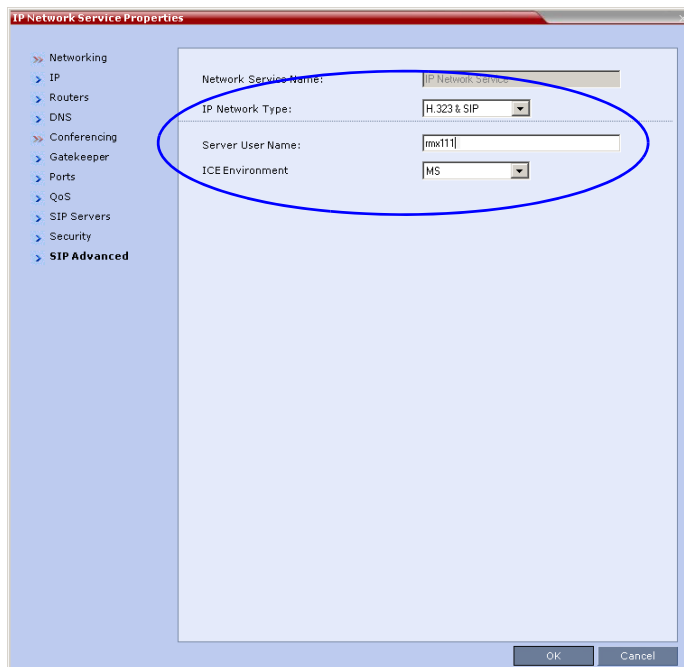 IP Network Service Properties
Networking
IP
Routers
DNS
Conferencing
Gatekeeper
Ports
QoS
SIP Servers
Security
SIP Advanced
Network Service Name: IP Network Service
IP Network Type: H.323 & SIP
Server User Name: rmx111
ICE Environment MS
OK Cancel